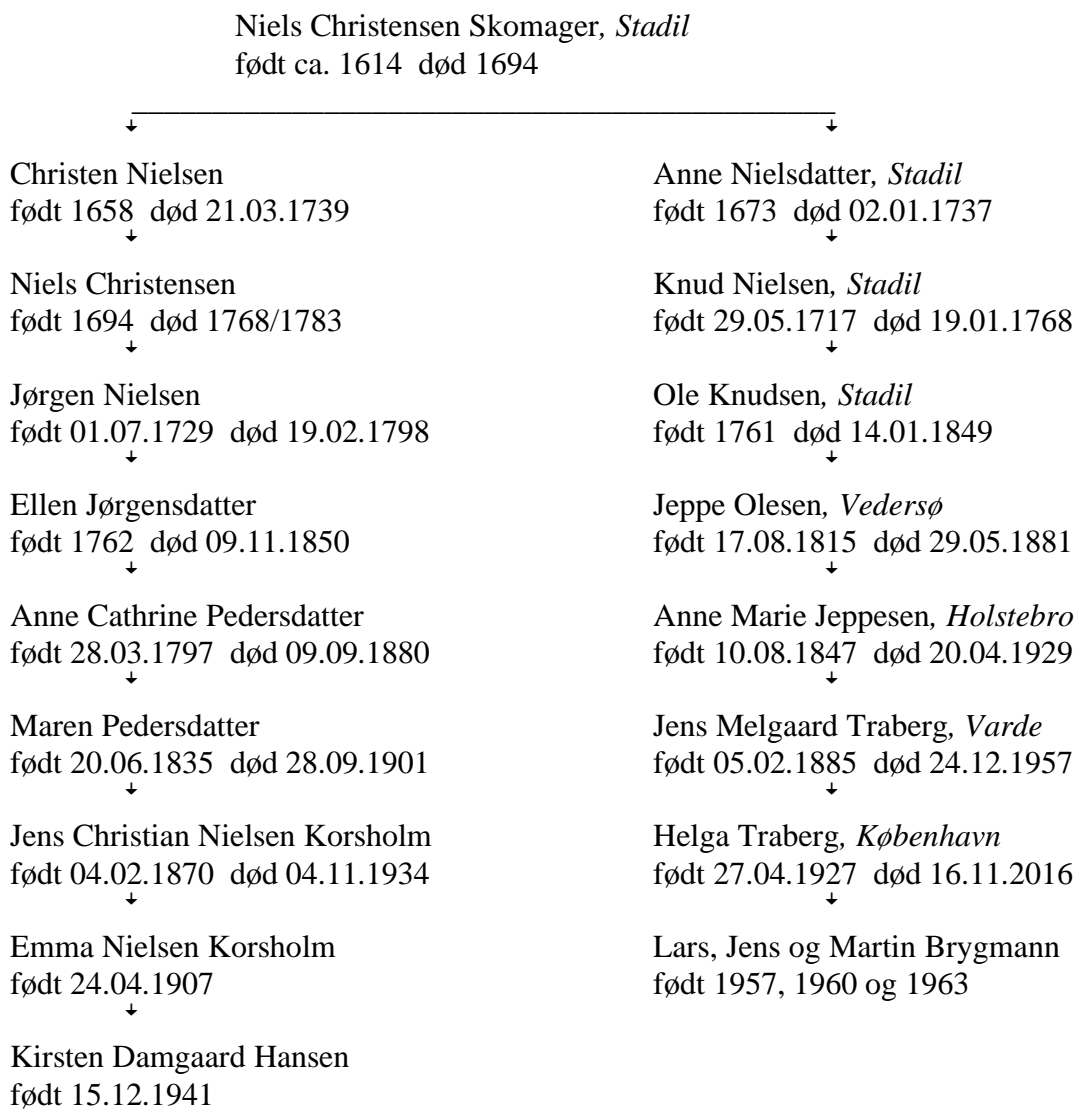 Niels Christensen Skomager, Stadil
født ca. 1614 død 1694
Christen Nielsen
født 1658 død 21.03.1739
Niels Christensen
født 1694 død 1768/1783
Jørgen Nielsen
født 01.07.1729 død 19.02.1798
Ellen Jørgensdatter
født 1762 død 09.11.1850
Anne Cathrine Pedersdatter
født 28.03.1797 død 09.09.1880
Maren Pedersdatter
født 20.06.1835 død 28.09.1901
Jens Christian Nielsen Korsholm
født 04.02.1870 død 04.11.1934
Emma Nielsen Korsholm
født 24.04.1907
Kirsten Damgaard Hansen
født 15.12.1941
Anne Nielsdatter, Stadil
født 1673 død 02.01.1737
Knud Nielsen, Stadil
født 29.05.1717 død 19.01.1768
Ole Knudsen, Stadil
født 1761 død 14.01.1849
Jeppe Olesen, Vedersø
født 17.08.1815 død 29.05.1881
Anne Marie Jeppesen, Holstebro
født 10.08.1847 død 20.04.1929
Jens Melgaard Traberg, Varde
født 05.02.1885 død 24.12.1957
Helga Traberg, København
født 27.04.1927 død 16.11.2016
Lars, Jens og Martin Brygmann
født 1957, 1960 og 1963